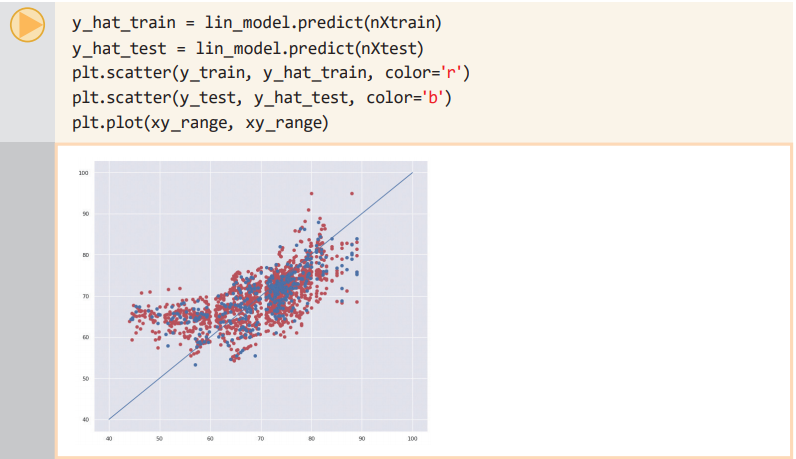 y_hat_train = lin_model.predict(nXtrain)
y_hat_test = lin_model.predict(nXtest)
plt.scatter(y_train, y_hat_train, color='r')
plt.scatter(y_test, y_hat_test, color='b')
plt.plot(xy_range, xy_range)
100
90
80
70
60
50
40
40 50 60 70 80 90 100